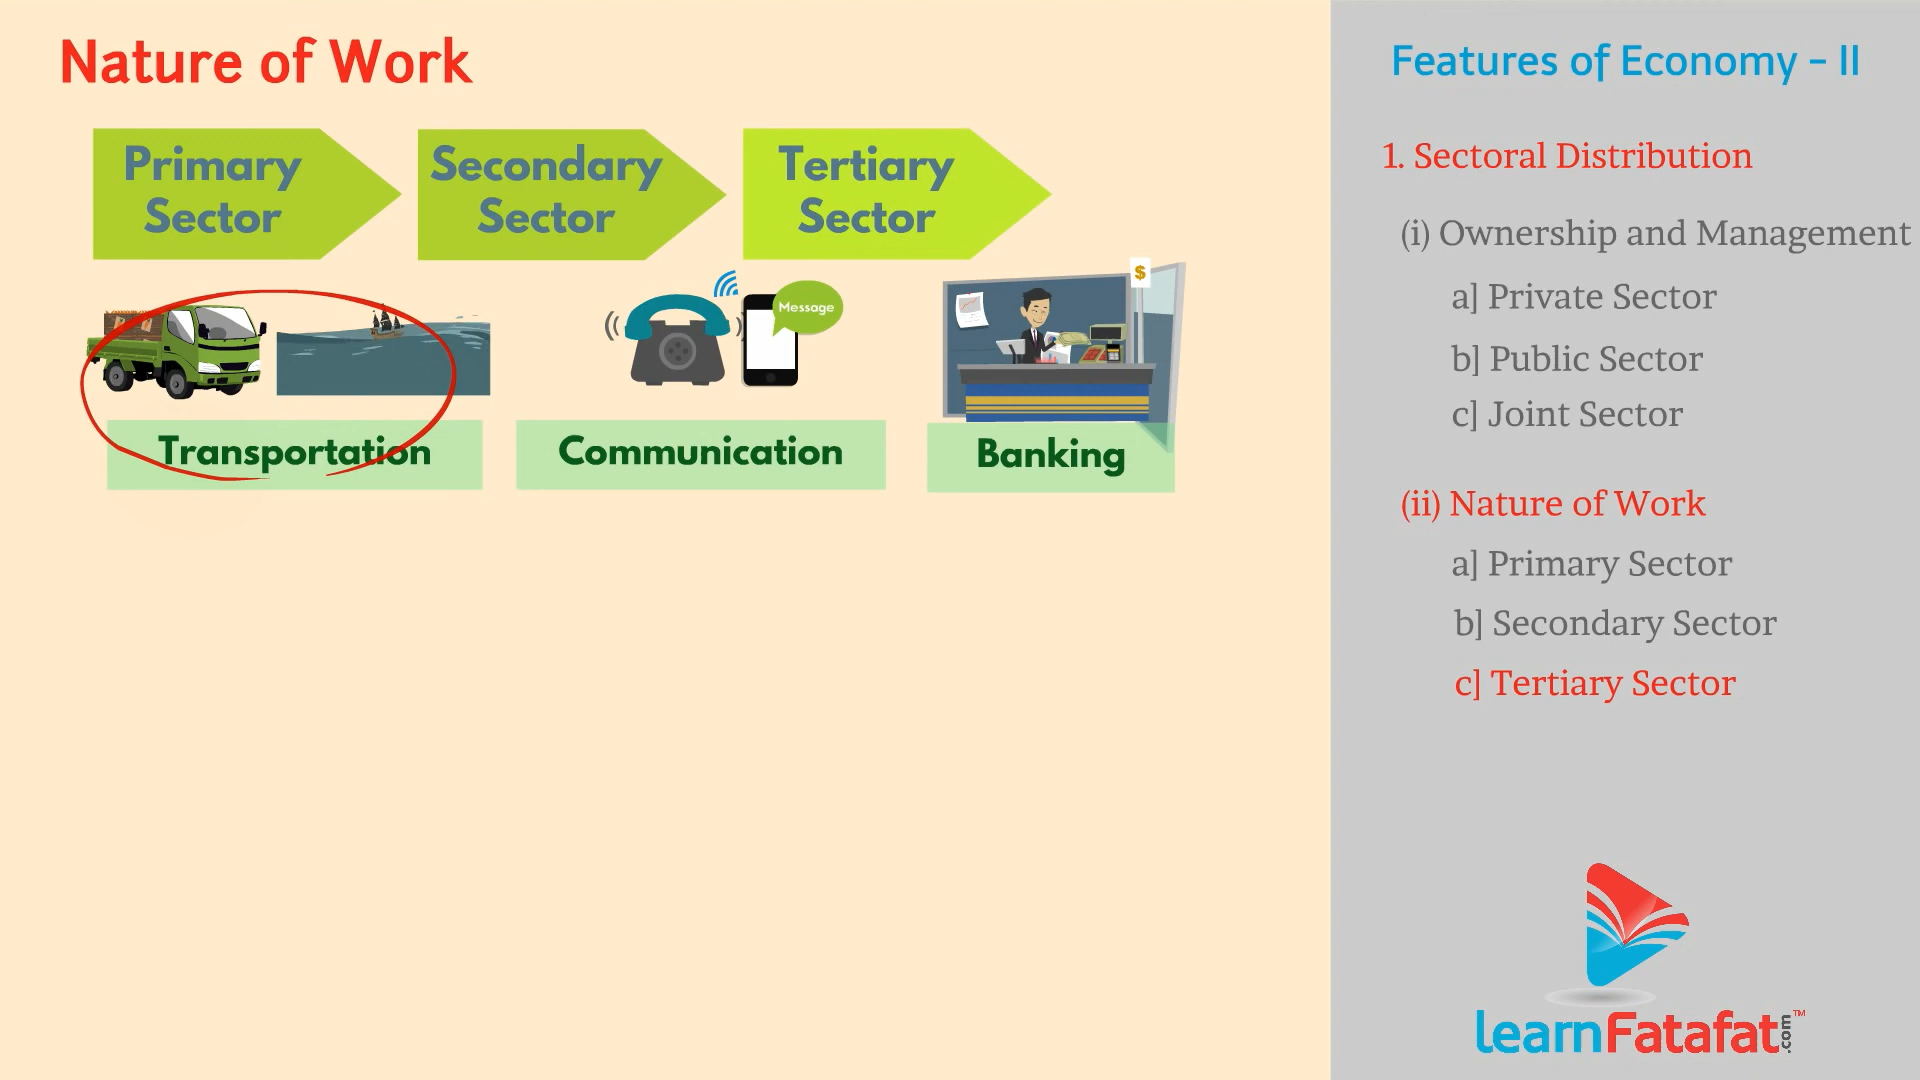 Nature of Work
Primary
Sector
Secondary
Sector
Tertiary
Sector
Message
$
Transportation
Communication
Banking
Features of Economy – II
1. Sectoral Distribution
(i) Ownership and Management
a] Private Sector
b] Public Sector
c] Joint Sector
(ii) Nature of Work
a] Primary Sector
b] Secondary Sector
c] Tertiary Sector
learnFatafat.com™